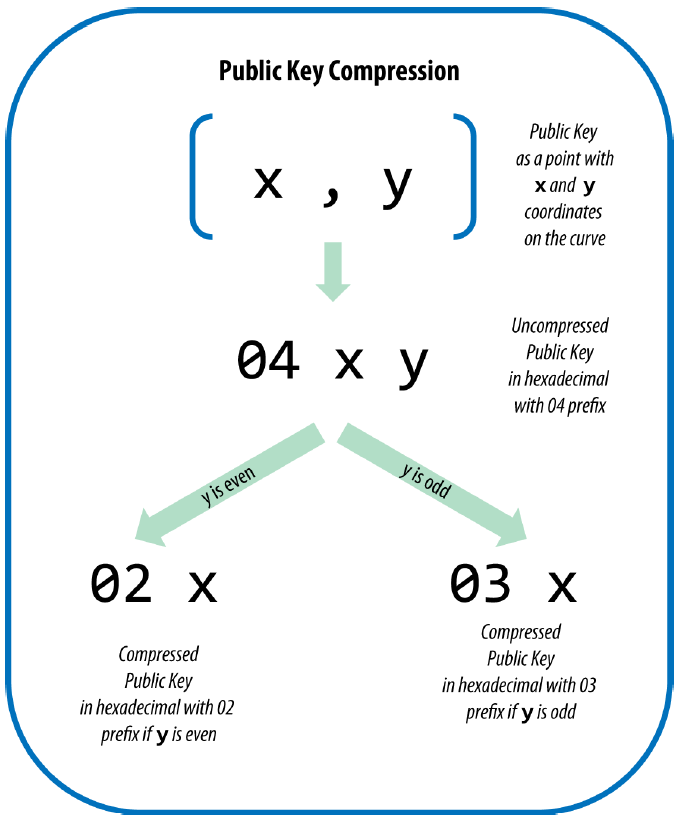 Public Key Compression
x , y
Public Key
as a point with
x and y
coordinates
on the curve
04 x y
Uncompressed
Public Key
in hexadecimal
with 04 prefix
y is even
y is odd
02 x
03 x
Compressed
Public Key
in hexadecimal with 02
prefix if y is even
Compressed
Public Key
in hexadecimal with 03
prefix if y is odd